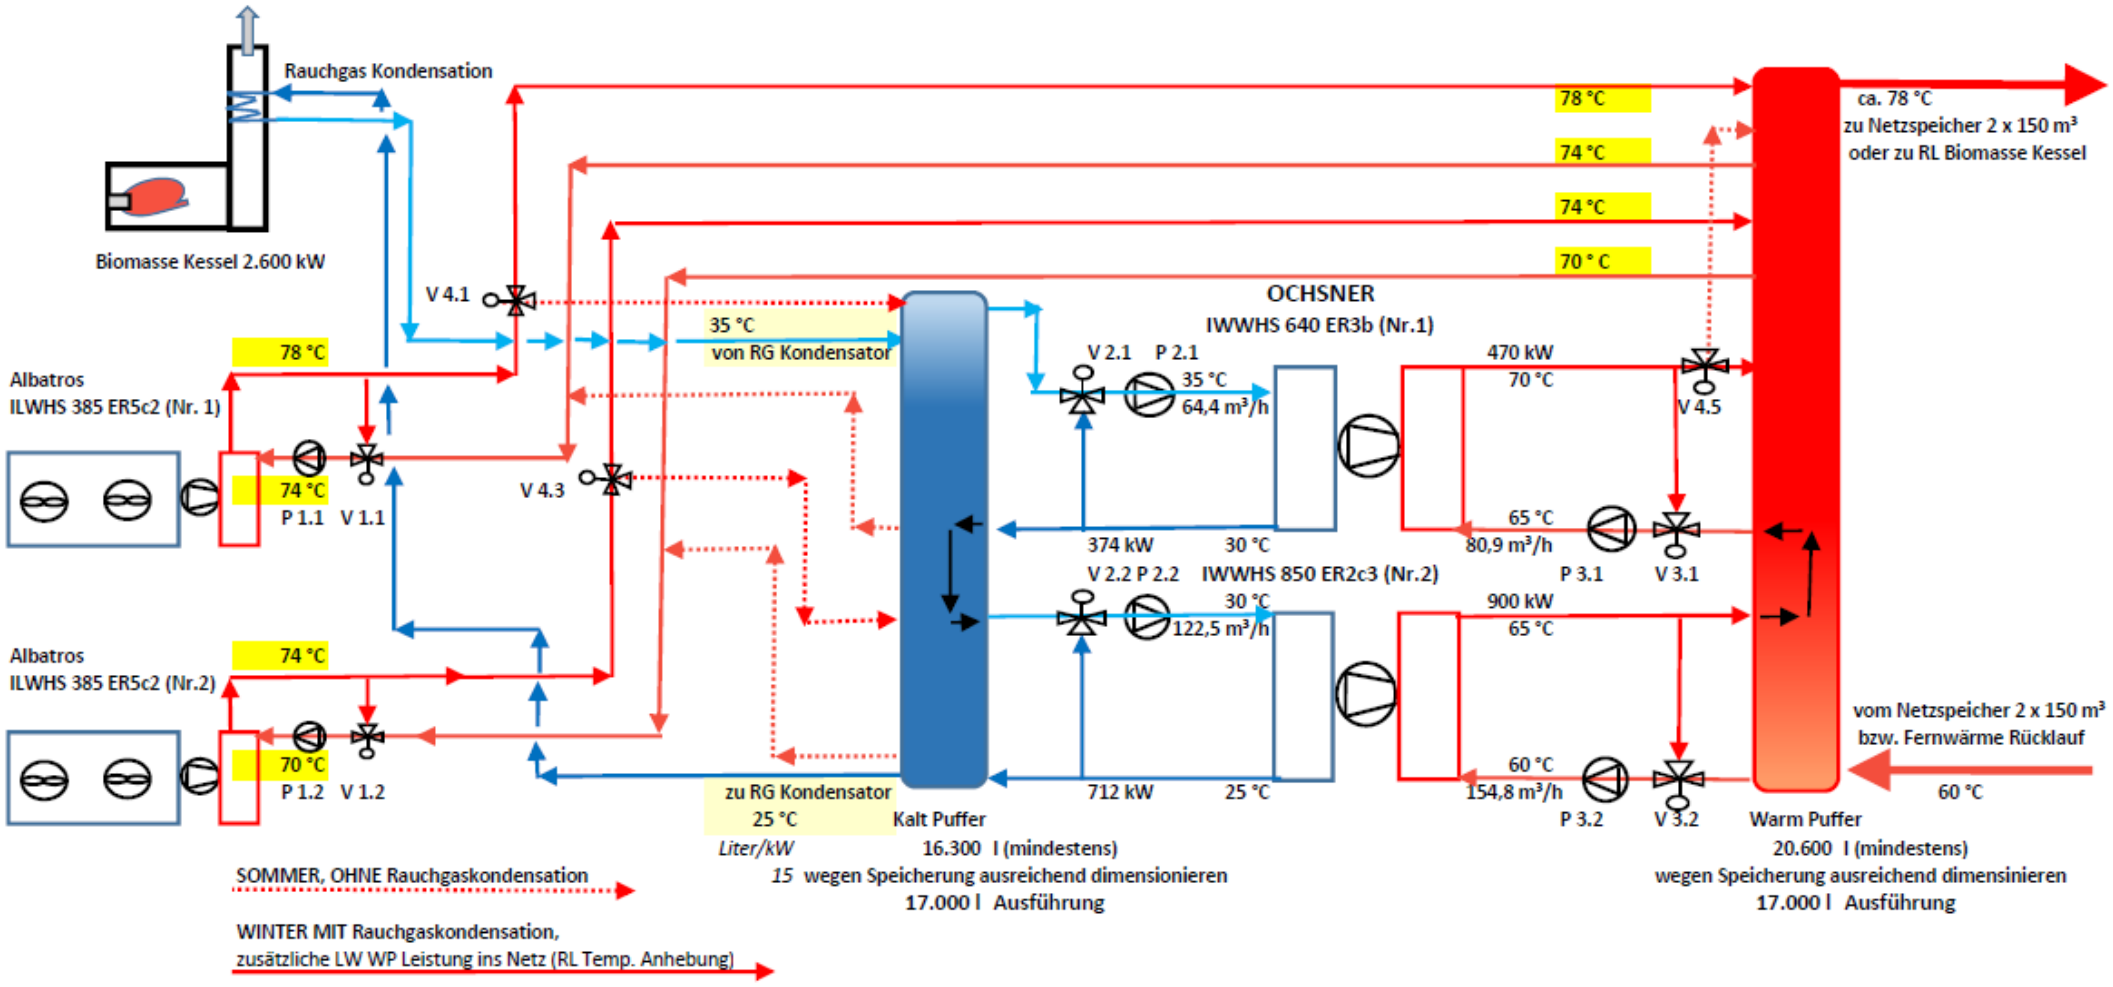 Rauchgas Kondensation
Biomasse Kessel 2.600 kW
78 °C
74 °C
74 °C
70 ° C
ca. 78 °C
zu Netzspeicher 2 x 150 m³
oder zu RL Biomasse Kessel
V 4.1
35 °C
von RG Kondensator
OCHSNER
IWWHS 640 ER3b (Nr.1)
78 °C
Albatros
ILWHS 385 ER5c2 (Nr. 1)
74 °C
P 1.1 V 1.1
V 4.3
V 2.1 P 2.1
35 °C
64,4 m³/h
470 kW
70 °C
V 4.5
65 °C
80,9 m³/h
P 3.1 V 3.1
374 kW 30 °C
V 2.2 P 2.2 IWWHS 850 ER2c3 (Nr.2)
30 °C
122,5 m³/h
900 kW
65 °C
74 °C
Albatros
ILWHS 385 ER5c2 (Nr.2)
70 °C
P 1.2 V 1.2
712 kW 25 °C
60 °C
154,8 m³/h
P 3.2 V 3.2
vom Netzspeicher 2 x 150 m³
bzw. Fernwärme Rücklauf
60 °C
zu RG Kondensator
25 °C
Liter/kW
15
Kalt Puffer
16.300 l (mindestens)
wegen Speicherung ausreichend dimensionieren
17.000 l Ausführung
Warm Puffer
20.600 l (mindestens)
wegen Speicherung ausreichend dimensinieren
17.000 l Ausführung
SOMMER, OHNE Rauchgaskondensation
WINTER MIT Rauchgaskondensation,
zusätzliche LW WP Leistung ins Netz (RL Temp. Anhebung)